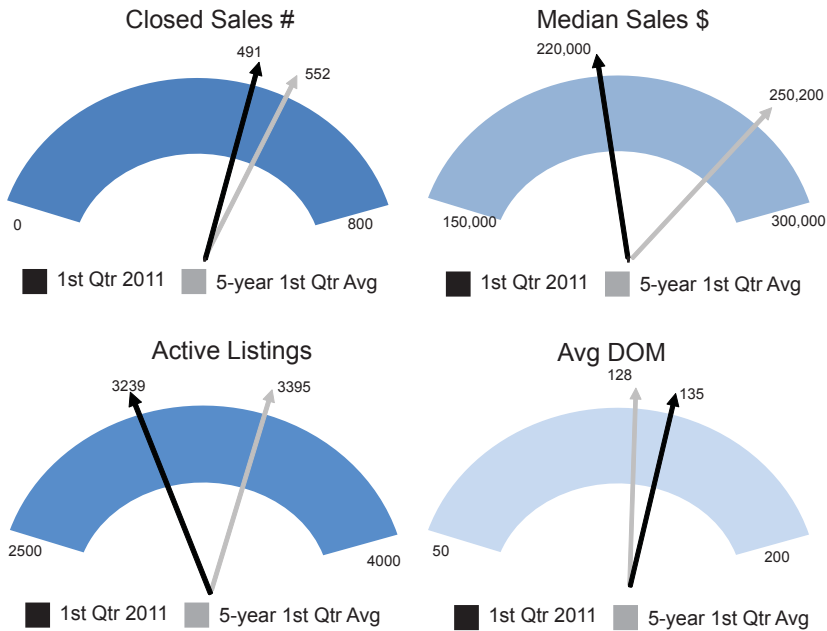 Closed Sales #
491
552
0
800
1st Qtr 2011
5-year 1st Qtr Avg
Median Sales $
220,000
250,200
150,000
300,000
1st Qtr 2011
5-year 1st Qtr Avg
Active Listings
3239
3395
2500
4000
1st Qtr 2011
5-year 1st Qtr Avg
Avg DOM
128
135
50
200
1st Qtr 2011
5-year 1st Qtr Avg